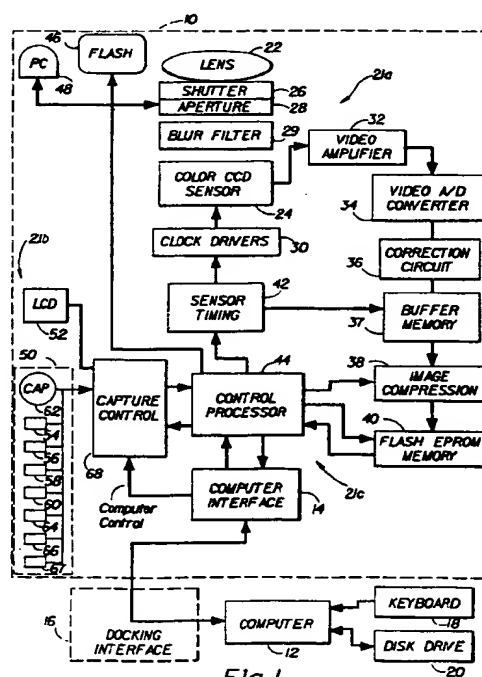 10
46
FLASH
PC
48
22
LENS
SHUTTER
26
APERTURE
28
21a
BLUR FILTER
29
32
VIDEO
AMPLIFIER
COLOR CCD
SENSOR
24
VIDEO A/D
CONVERTER
34
CLOCK DRIVERS
30
CORRECTION
CIRCUIT
36
21b
42
SENSOR
TIMING
BUFFER
MEMORY
37
LCD
52
50
CAP
62
54
56
58
60
64
66
67
CAPTURE
CONTROL
68
44
CONTROL
PROCESSOR
38
IMAGE
COMPRESSION
40
FLASH EPROM
MEMORY
21c
Computer
Control
COMPUTER
INTERFACE
14
16
DOCKING
INTERFACE
COMPUTER
12
KEYBOARD
18
DISK DRIVE
20
Fig. 1